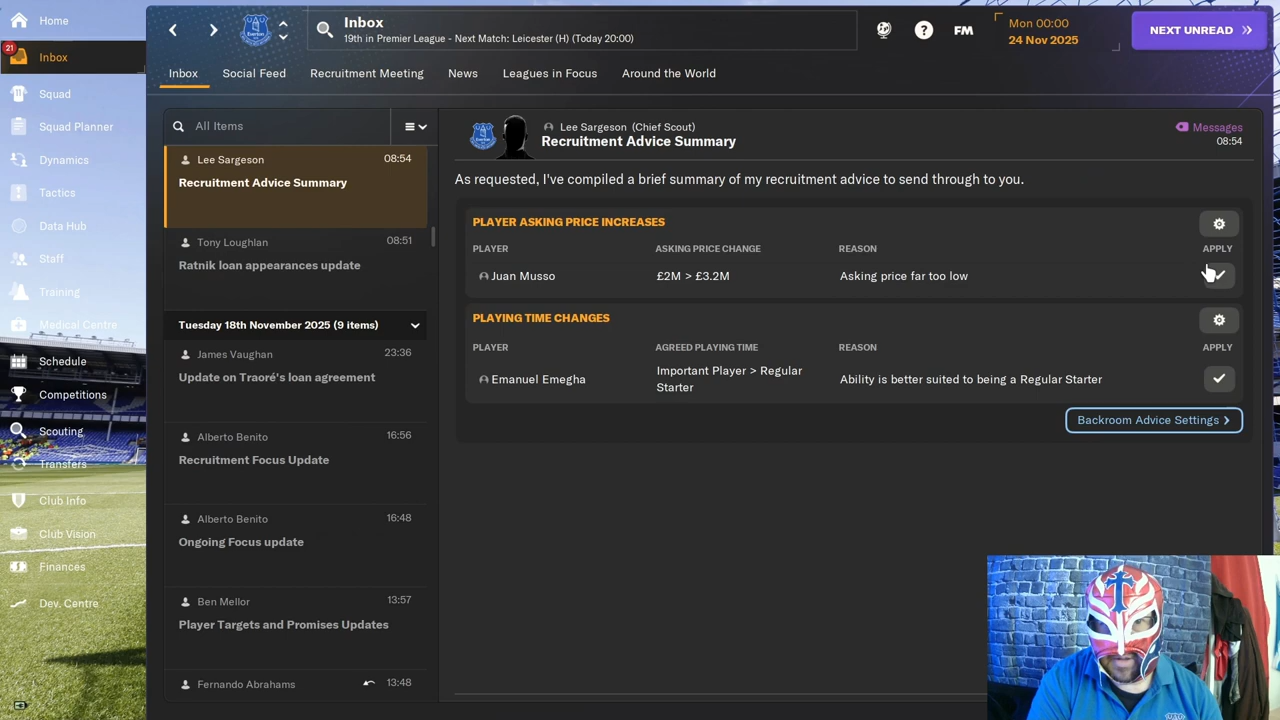 Home
21
Inbox
Squad
Squad Planner
Dynamics
Tactics
Data Hub
Staff
Training
Medical Centre
Schedule
Competitions
Scouting
Transfers
Club Info
Club Vision
Finances
Dev. Centre
Everton
Inbox
19th in Premier League - Next Match: Leicester (H) (Today 20:00)
?
FM
Mon 00:00
24 Nov 2025
NEXT UNREAD
Inbox
Social Feed
Recruitment Meeting
News
Leagues in Focus
Around the World
All Items
Lee Sargeson 08:54
Recruitment Advice Summary
Tony Loughlan 08:51
Ratnik loan appearances update
Tuesday 18th November 2025 (9 items)
James Vaughan 23:36
Update on Traoré's loan agreement
Alberto Benito 16:56
Recruitment Focus Update
Alberto Benito 16:48
Ongoing Focus update
Ben Mellor 13:57
Player Targets and Promises Updates
Fernando Abrahams 13:48
Lee Sargeson (Chief Scout)
Recruitment Advice Summary
Messages
08:54
As requested, I've compiled a brief summary of my recruitment advice to send through to you.
PLAYER ASKING PRICE INCREASES
PLAYER ASKING PRICE CHANGE REASON APPLY
Juan Musso £2M > £3.2M Asking price far too low
PLAYING TIME CHANGES
PLAYER AGREED PLAYING TIME REASON APPLY
Emanuel Emegha Important Player > Regular Starter Ability is better suited to being a Regular Starter
Backroom Advice Settings >